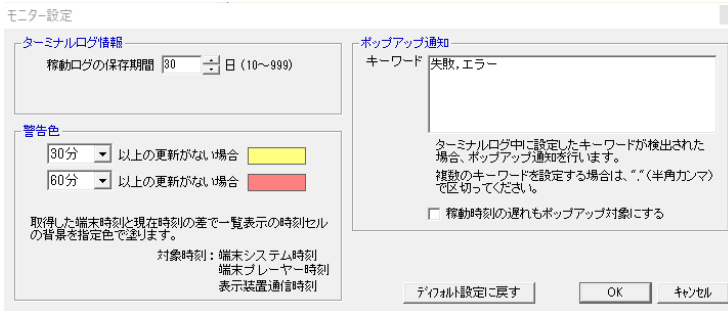 モニター設定
ターミナルログ情報
稼動ログの保存期間 30 日 (10～999)
警告色
30分 以上の更新がない場合
60分 以上の更新がない場合
取得した端末時刻と現在時刻の差で一覧表示の時刻セル
の背景を指定色で塗ります。
対象時刻：端末システム時刻
端末プレーヤー時刻
表示装置通信時刻
ポップアップ通知
キーワード 失敗,エラー
ターミナルログ中に設定したキーワードが検出された
場合、ポップアップ通知を行います。
複数のキーワードを設定する場合は、","(半角カンマ)
で区切ってください。
稼動時刻の遅れもポップアップ対象にする
ディフォルト設定に戻す OK キャンセル